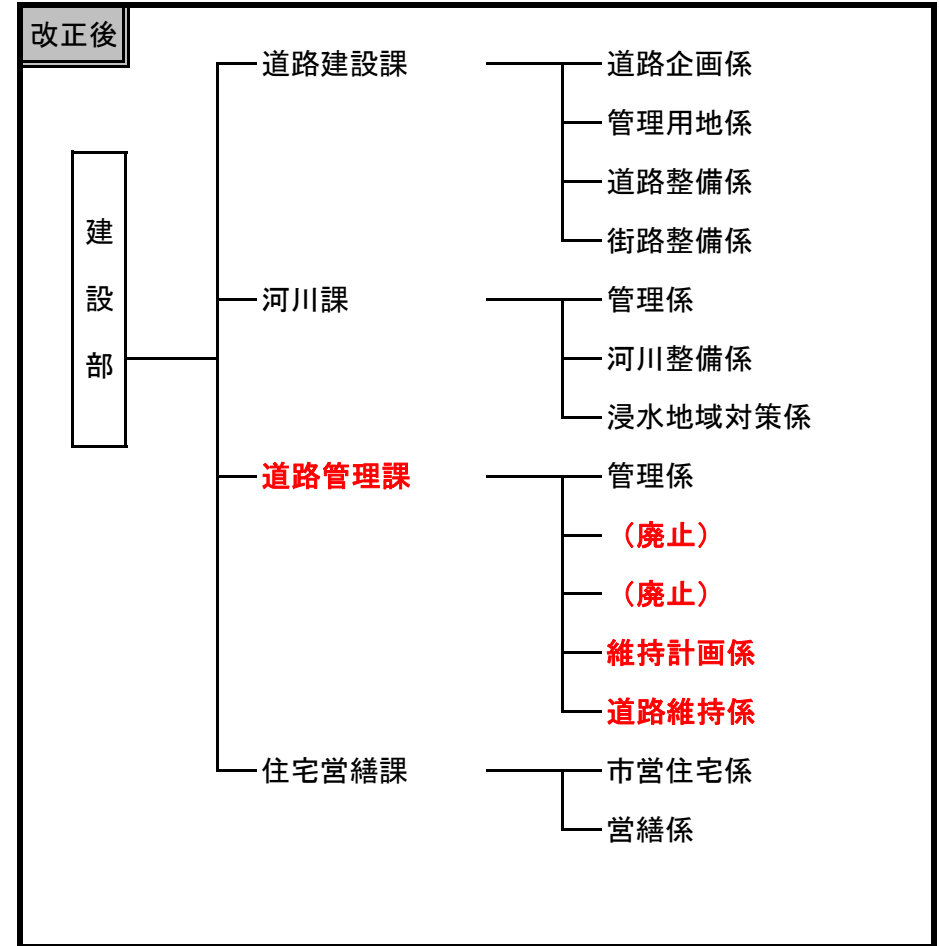 改正後
建設部
道路建設課
道路企画係
管理用地係
道路整備係
街路整備係
河川課
管理係
河川整備係
浸水地域対策係
道路管理課
管理係
（廃止）
（廃止）
維持計画係
道路維持係
住宅営繕課
市営住宅係
営繕係